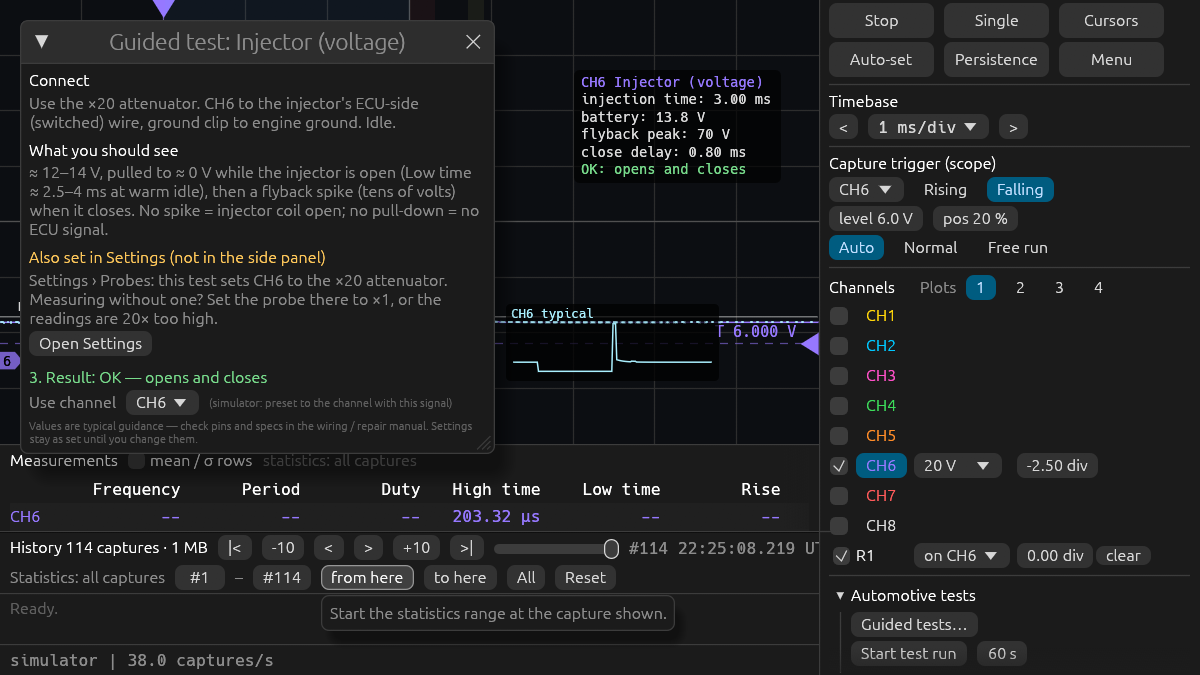 Guided test: Injector (voltage)
Connect
Use the ×20 attenuator. CH6 to the injector's ECU-side
(switched) wire, ground clip to engine ground. Idle.
What you should see
≈ 12–14 V, pulled to ≈ 0 V while the injector is open (Low time
≈ 2.5–4 ms at warm idle), then a flyback spike (tens of volts)
when it closes. No spike = injector coil open; no pull-down = no
ECU signal.
Also set in Settings (not in the side panel)
Settings › Probes: this test sets CH6 to the ×20 attenuator.
Measuring without one? Set the probe there to ×1, or the
readings are 20× too high.
Open Settings
3. Result: OK — opens and closes
Use channel CH6 (simulator: preset to the channel with this signal)
Values are typical guidance — check pins and specs in the wiring / repair manual. Settings
stay as set until you change them.
CH6 Injector (voltage)
injection time: 3.00 ms
battery: 13.8 V
flyback peak: 70 V
close delay: 0.80 ms
OK: opens and closes
CH6 typical
T 6.000 V
6
Measurements mean / σ rows statistics: all captures
Frequency Period Duty High time Low time Rise
CH6 -- -- -- 203.32 µs -- --
History 114 captures · 1 MB |< -10 < > +10 >| #114 22:25:08.219 UT
Statistics: all captures #1 – #114 from here to here All Reset
Ready.
Start the statistics range at the capture shown.
simulator | 38.0 captures/s
Stop Single Cursors
Auto-set Persistence Menu
Timebase
< 1 ms/div >
Capture trigger (scope)
CH6 Rising Falling
level 6.0 V pos 20 %
Auto Normal Free run
Channels Plots 1 2 3 4
CH1
CH2
CH3
CH4
CH5
CH6 20 V -2.50 div
CH7
CH8
R1 on CH6 0.00 div clear
Automotive tests
Guided tests…
Start test run 60 s